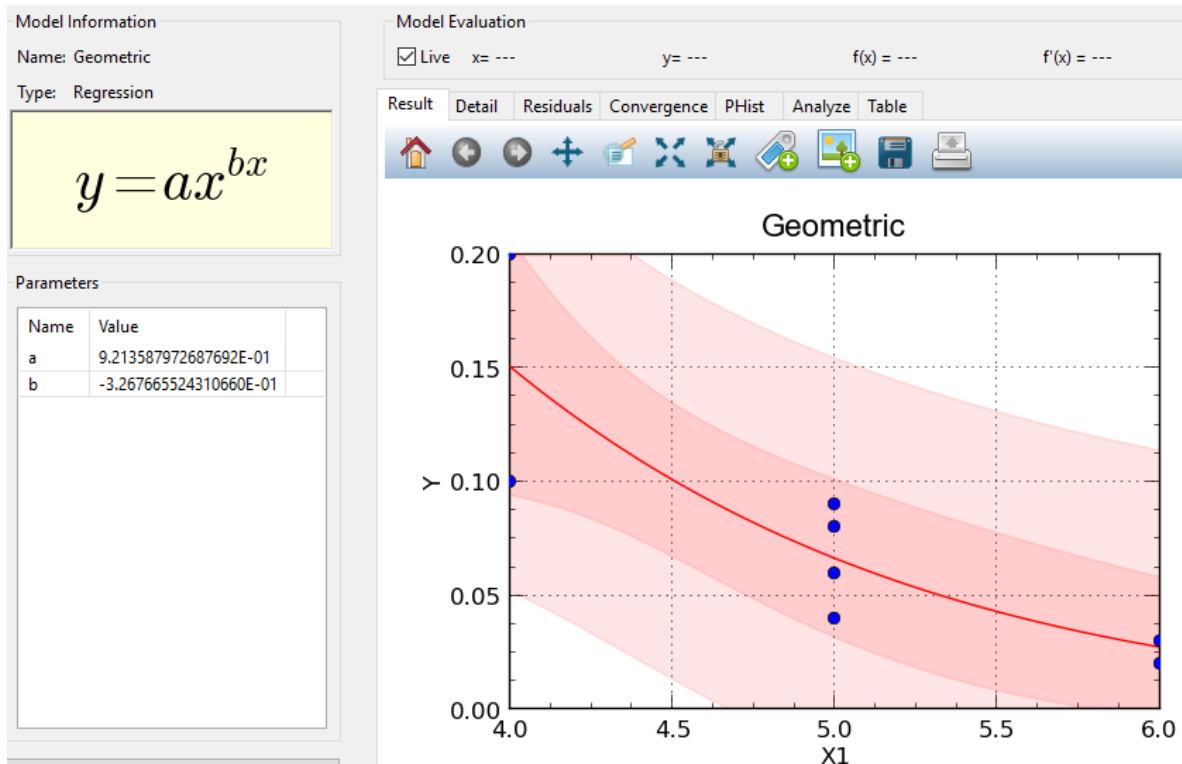 Model Information
Name: Geometric
Type: Regression
y=ax^{bx}
Parameters
Name Value
a 9.213587972687692E-01
b -3.267665524310660E-01
Model Evaluation
Live x= --- y= --- f(x) = --- f'(x) = ---
Result Detail Residuals Convergence PHist Analyze Table
Geometric
0.20
0.15
0.10
0.05
0.00
Y
4.0 4.5 5.0 5.5 6.0
X1